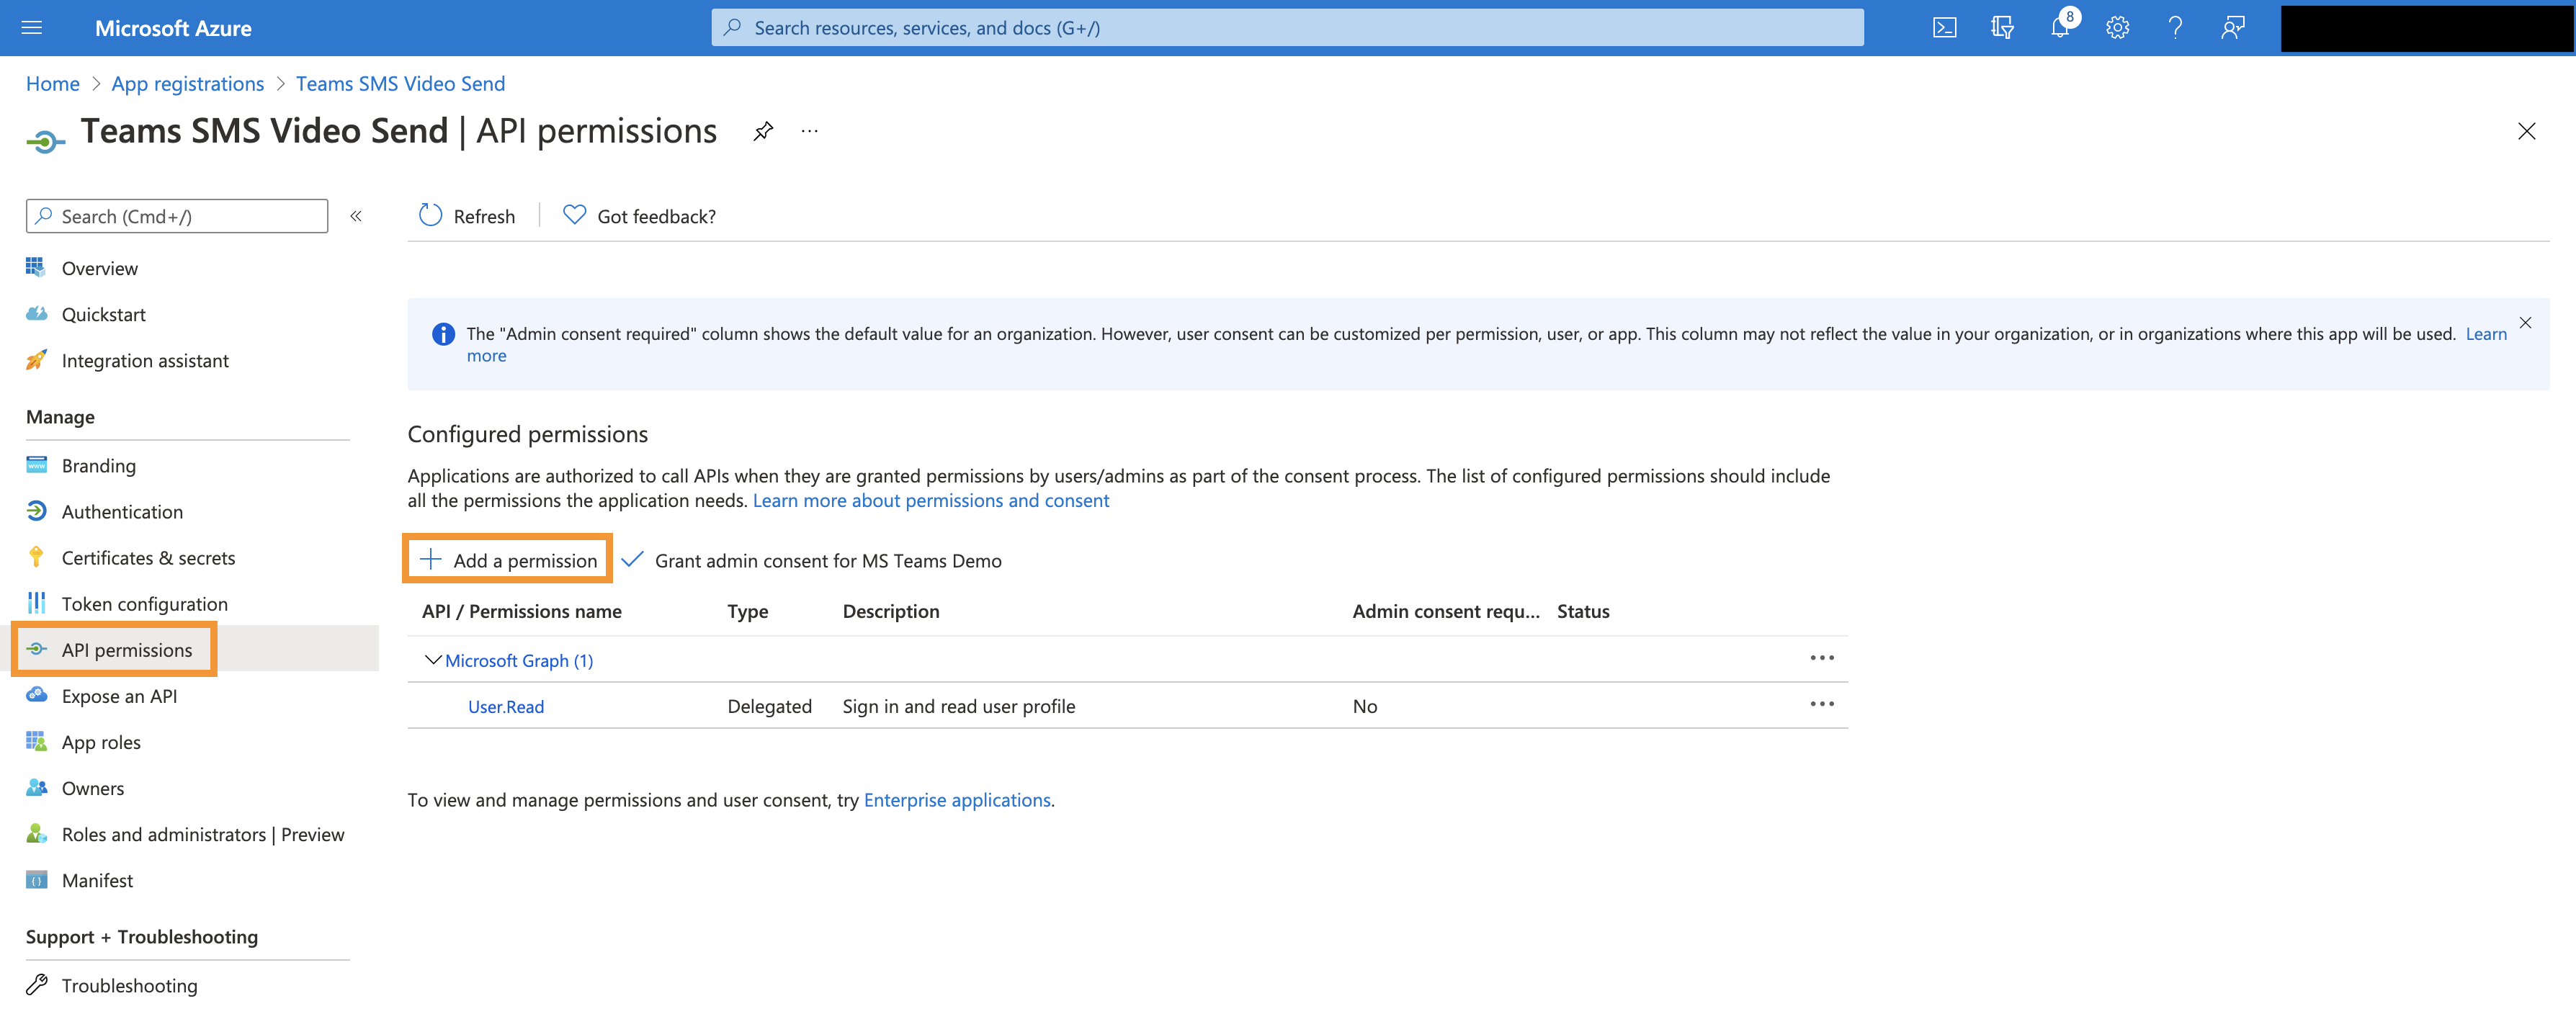 Microsoft Azure
Search resources, services, and docs (G+/)
8
Home > App registrations > Teams SMS Video Send
Teams SMS Video Send | API permissions
Search (Cmd+/)
Refresh
Got feedback?
Overview
Quickstart
Integration assistant
Manage
Branding
Authentication
Certificates & secrets
Token configuration
API permissions
Expose an API
App roles
Owners
Roles and administrators | Preview
Manifest
Support + Troubleshooting
Troubleshooting
The "Admin consent required" column shows the default value for an organization. However, user consent can be customized per permission, user, or app. This column may not reflect the value in your organization, or in organizations where this app will be used. Learn
more
Configured permissions
Applications are authorized to call APIs when they are granted permissions by users/admins as part of the consent process. The list of configured permissions should include
all the permissions the application needs. Learn more about permissions and consent
Add a permission
Grant admin consent for MS Teams Demo
API / Permissions name Type Description Admin consent requ... Status
Microsoft Graph (1)
User.Read Delegated Sign in and read user profile No
To view and manage permissions and user consent, try Enterprise applications.